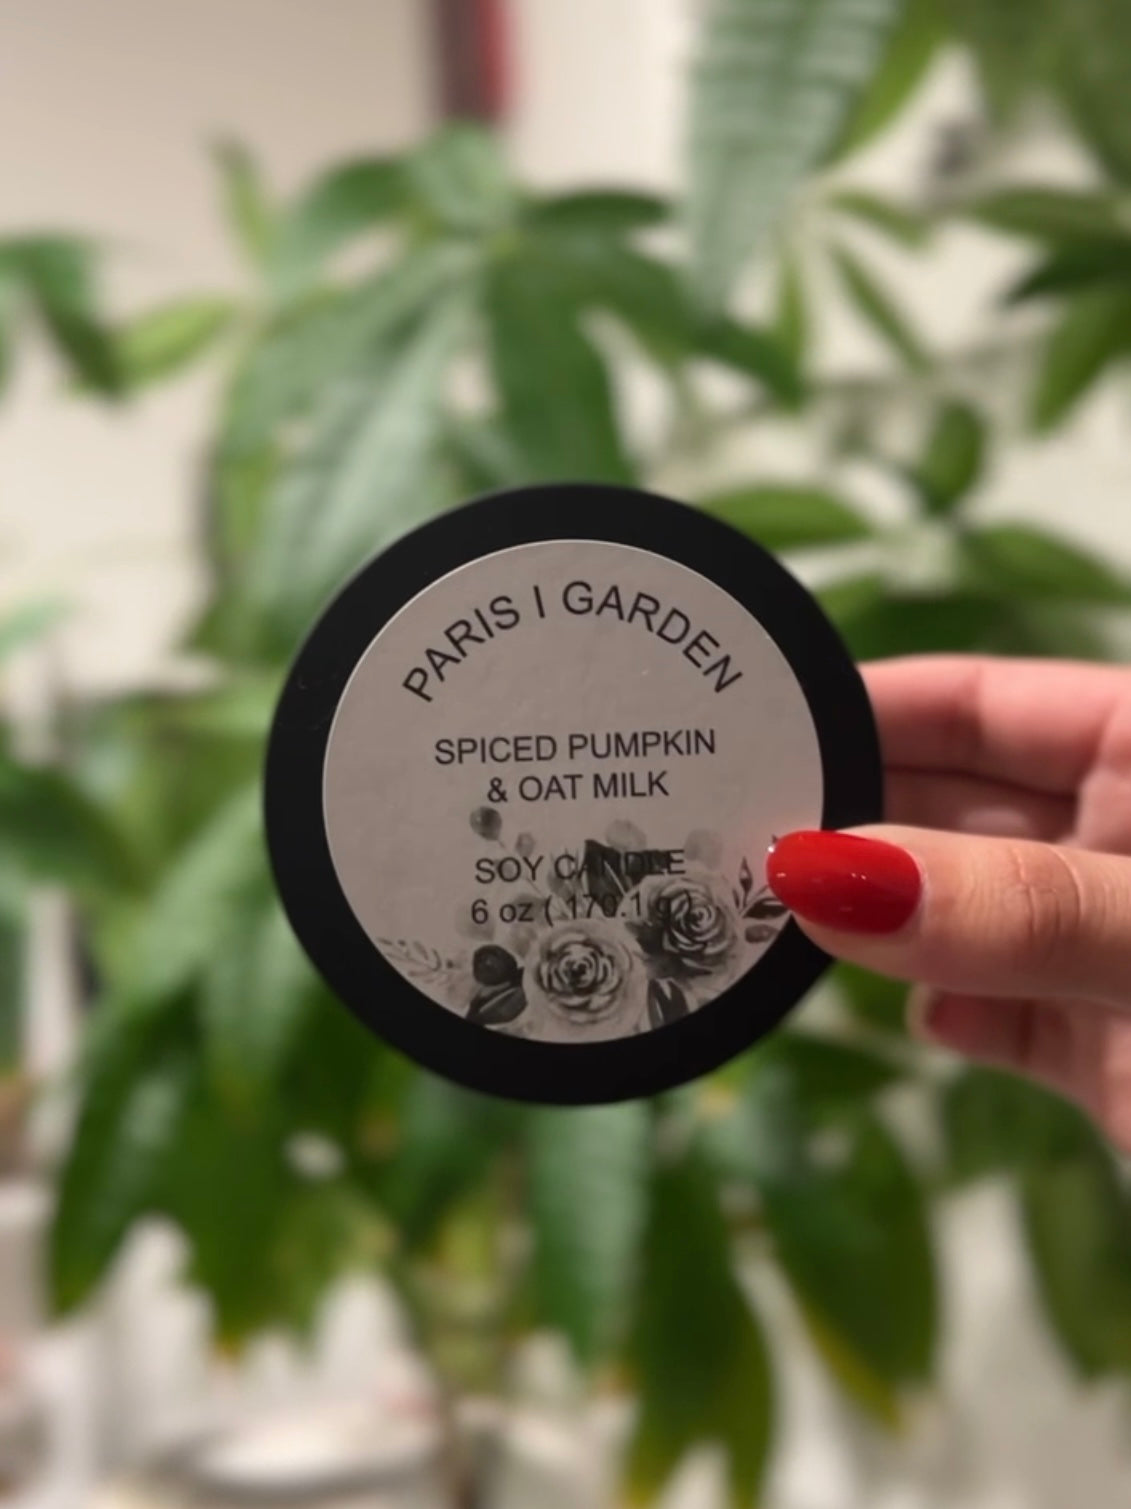 PARIS | GARDEN
SPICED PUMPKIN
& OAT MILK
SOY CANDLE
6 oz ( 170.1 g )